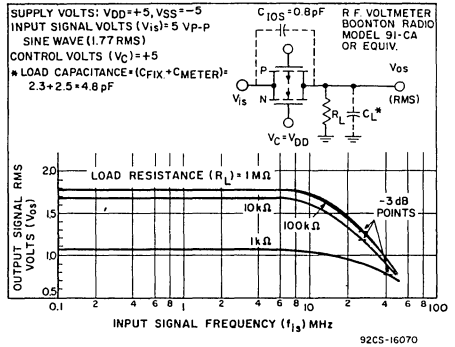 SUPPLY VOLTS: VDD=+5, VSS=-5
INPUT SIGNAL VOLTS (Vis)=5 VP-P
SINE WAVE (1.77 RMS)
CONTROL VOLTS (VC)=+5
*LOAD CAPACITANCE=(CFIX.+CMETER)=
2.3+2.5=4.8 pF
CIOS=0.8pF
R.F. VOLTMETER
BOONTON RADIO
MODEL 91-CA
OR EQUIV.
P
N
Vis
Vos
(RMS)
RL
CL*
VC=VDD
LOAD RESISTANCE (RL)=1MΩ
10kΩ
100kΩ
1kΩ
-3dB
POINTS
OUTPUT SIGNAL RMS
VOLTS (Vos)
2.0
1.5
1.0
0.5
0.1 2 4 6 8 1 2 4 6 8 10 2 4 6 8 100
INPUT SIGNAL FREQUENCY (fis) MHz
92CS-16070